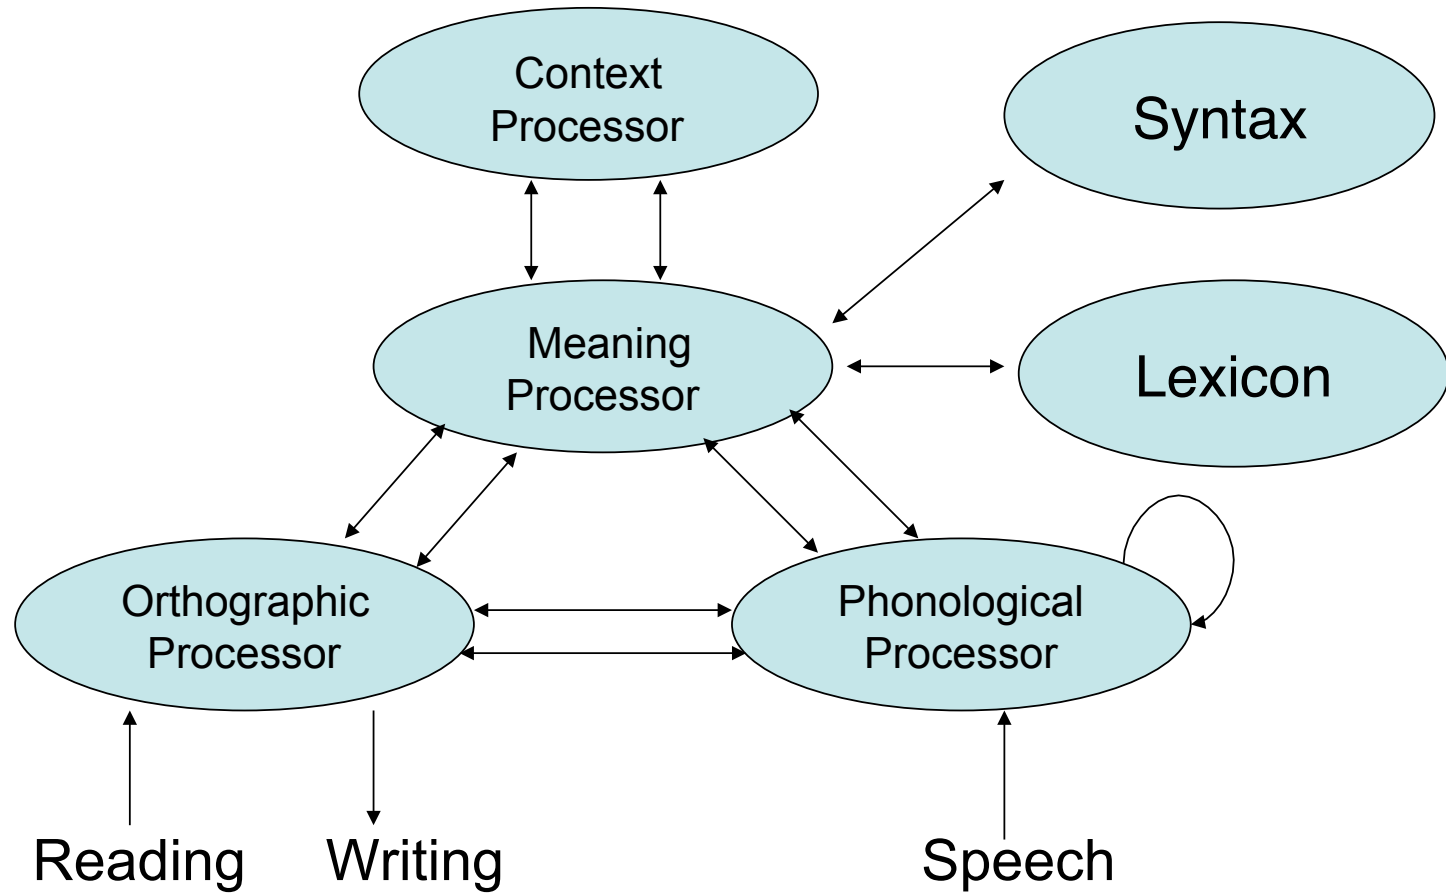 Context
Processor
Syntax
Meaning
Processor
Lexicon
Orthographic
Processor
Phonological
Processor
Reading
Writing
Speech